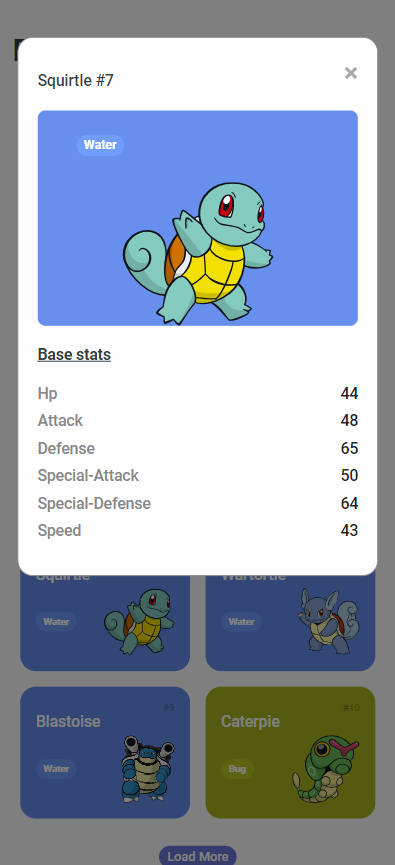 Squirtle #7
×
Water
Base stats
Hp 44
Attack 48
Defense 65
Special-Attack 50
Special-Defense 64
Speed 43
Squirtle Wartortle
Water Water
#9 #10
Blastoise Caterpie
Water Bug
Load More